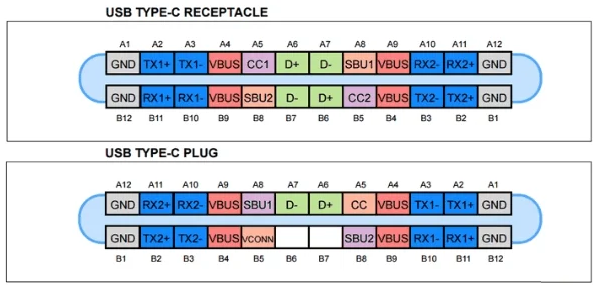 USB TYPE-C RECEPTACLE
A1 A2 A3 A4 A5 A6 A7 A8 A9 A10 A11 A12
GND TX1+ TX1- VBUS CC1 D+ D- SBU1 VBUS RX2- RX2+ GND
GND RX1+ RX1- VBUS SBU2 D- D+ CC2 VBUS TX2- TX2+ GND
B12 B11 B10 B9 B8 B7 B6 B5 B4 B3 B2 B1
USB TYPE-C PLUG
A12 A11 A10 A9 A8 A7 A6 A5 A4 A3 A2 A1
GND RX2+ RX2- VBUS SBU1 D- D+ CC VBUS TX1- TX1+ GND
GND TX2+ TX2- VBUS VCONN SBU2 VBUS RX1- RX1+ GND
B1 B2 B3 B4 B5 B6 B7 B8 B9 B10 B11 B12